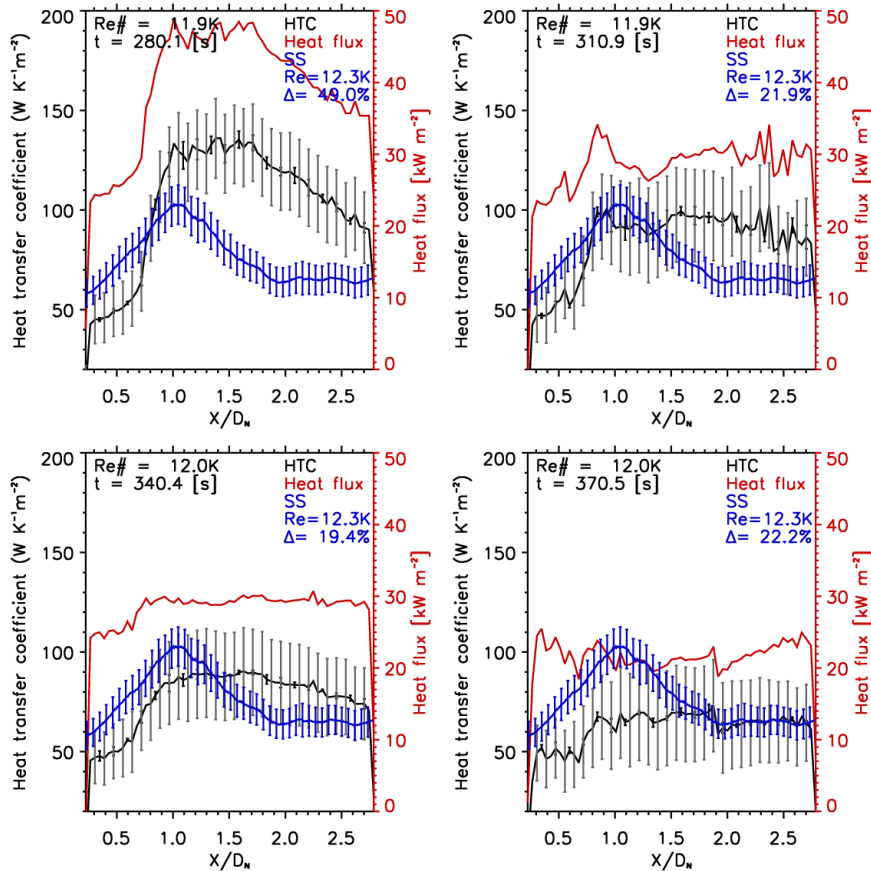 Re# = 11.9K
t = 280.1 [s]
HTC
Heat flux
SS
Re=12.3K
Δ= 49.0%
200
150
100
50
Heat transfer coefficient (W K⁻¹m⁻²)
50
40
30
20
10
0
Heat flux [kW m⁻²]
0.5 1.0 1.5 2.0 2.5
X/D_N
Re# = 11.9K
t = 310.9 [s]
HTC
Heat flux
SS
Re=12.3K
Δ= 21.9%
200
150
100
50
Heat transfer coefficient (W K⁻¹m⁻²)
50
40
30
20
10
0
Heat flux [kW m⁻²]
0.5 1.0 1.5 2.0 2.5
X/D_N
Re# = 12.0K
t = 340.4 [s]
HTC
Heat flux
SS
Re=12.3K
Δ= 19.4%
200
150
100
50
Heat transfer coefficient (W K⁻¹m⁻²)
50
40
30
20
10
0
Heat flux [kW m⁻²]
0.5 1.0 1.5 2.0 2.5
X/D_N
Re# = 12.0K
t = 370.5 [s]
HTC
Heat flux
SS
Re=12.3K
Δ= 22.2%
200
150
100
50
Heat transfer coefficient (W K⁻¹m⁻²)
50
40
30
20
10
0
Heat flux [kW m⁻²]
0.5 1.0 1.5 2.0 2.5
X/D_N